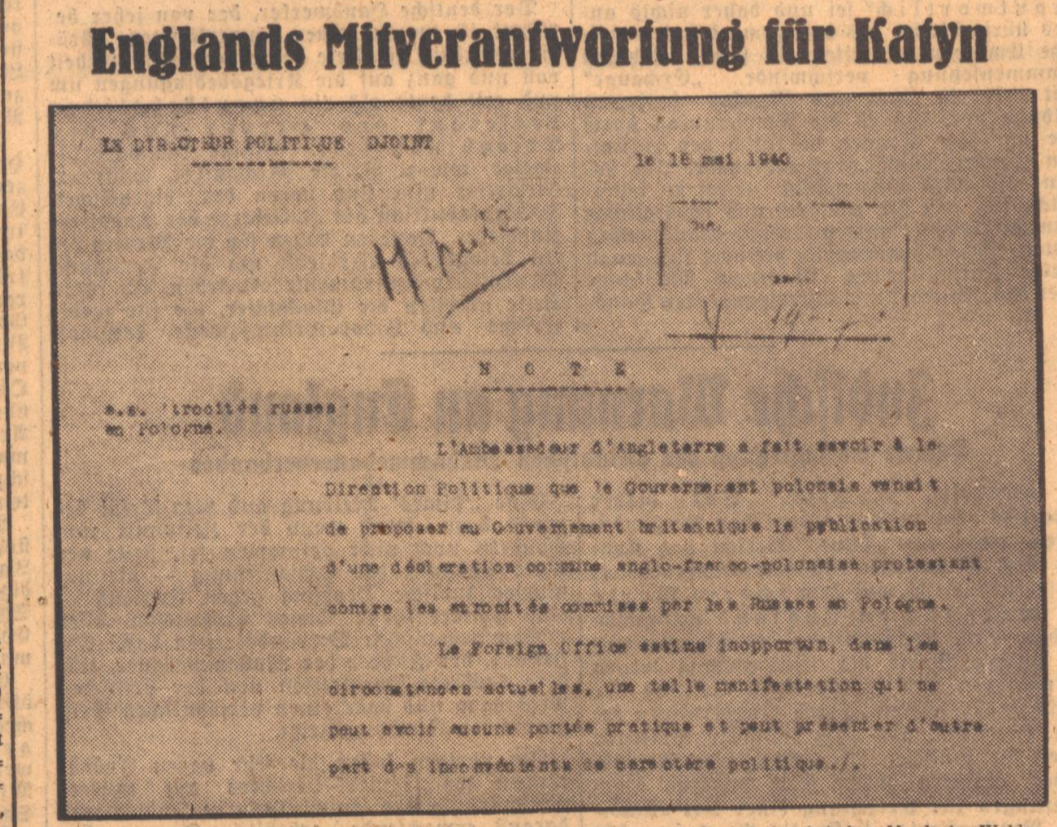 Englands Mitverantwortung für Katyn
LE DIRECTEUR POLITIQUE DJOINT
le 18 mai 1940
N O T E
a.s. trocités russes
en Pologne.
L'Ambassadeur d'Angleterre a fait savoir à la
Direction Politique que le Gouvernement polonais venait
de proposer au Gouvernement britannique la publication
d'une déclaration commune anglo-franco-polonaise protestant
contre les atrocités commises par les Russes en Pologne.
Le Foreign Office estime inopportun, dans les
circonstances actuelles, une telle manifestation qui ne
peut avoir aucune portée pratique et peut présenter d'autre
part des inconvénients de caractère politique./.